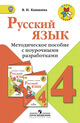 В. П. Канакина
Русский язык
Методическое пособие
с поурочными
разработками
4